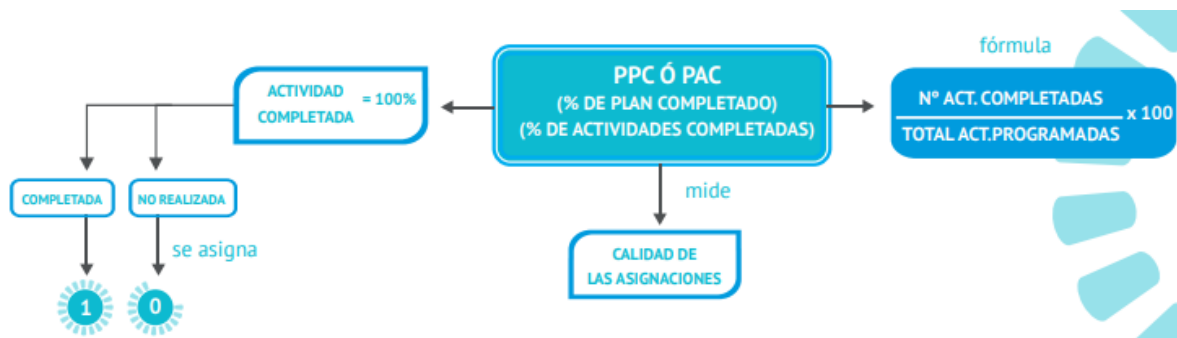 fórmula
PPC Ó PAC
(% DE PLAN COMPLETADO)
(% DE ACTIVIDADES COMPLETADAS)
ACTIVIDAD
COMPLETADA
= 100%
Nº ACT. COMPLETADAS
TOTAL ACT.PROGRAMADAS
x 100
COMPLETADA
NO REALIZADA
mide
se asigna
CALIDAD DE
LAS ASIGNACIONES
1
0